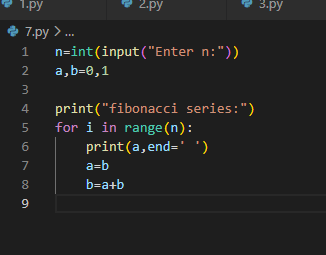 1.py 2.py 3.py
7.py > ...
1 n=int(input("Enter n:"))
2 a,b=0,1
3
4 print("fibonacci series:")
5 for i in range(n):
6     print(a,end=' ')
7     a=b
8     b=a+b
9